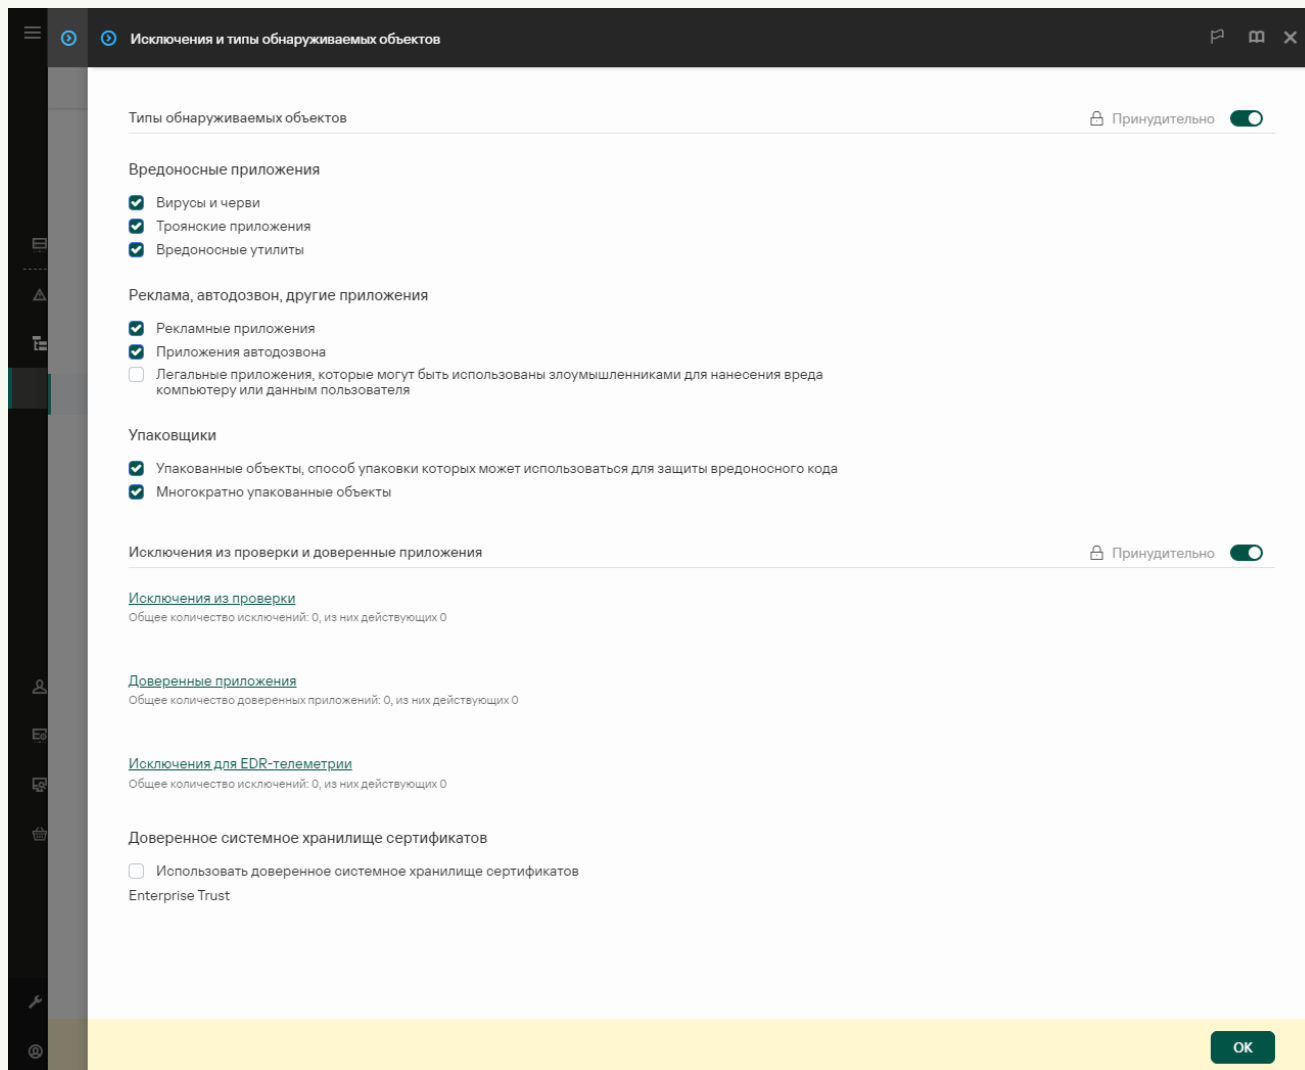 Исключения и типы обнаруживаемых объектов
Типы обнаруживаемых объектов
Принудительно
Вредоносные приложения
Вирусы и черви
Троянские приложения
Вредоносные утилиты
Реклама, автодозвон, другие приложения
Рекламные приложения
Приложения автодозвона
Легальные приложения, которые могут быть использованы злоумышленниками для нанесения вреда
компьютеру или данным пользователя
Упаковщики
Упакованные объекты, способ упаковки которых может использоваться для защиты вредоносного кода
Многократно упакованные объекты
Исключения из проверки и доверенные приложения
Принудительно
Исключения из проверки
Общее количество исключений: 0, из них действующих 0
Доверенные приложения
Общее количество доверенных приложений: 0, из них действующих 0
Исключения для EDR-телеметрии
Общее количество исключений: 0, из них действующих 0
Доверенное системное хранилище сертификатов
Использовать доверенное системное хранилище сертификатов
Enterprise Trust
OK